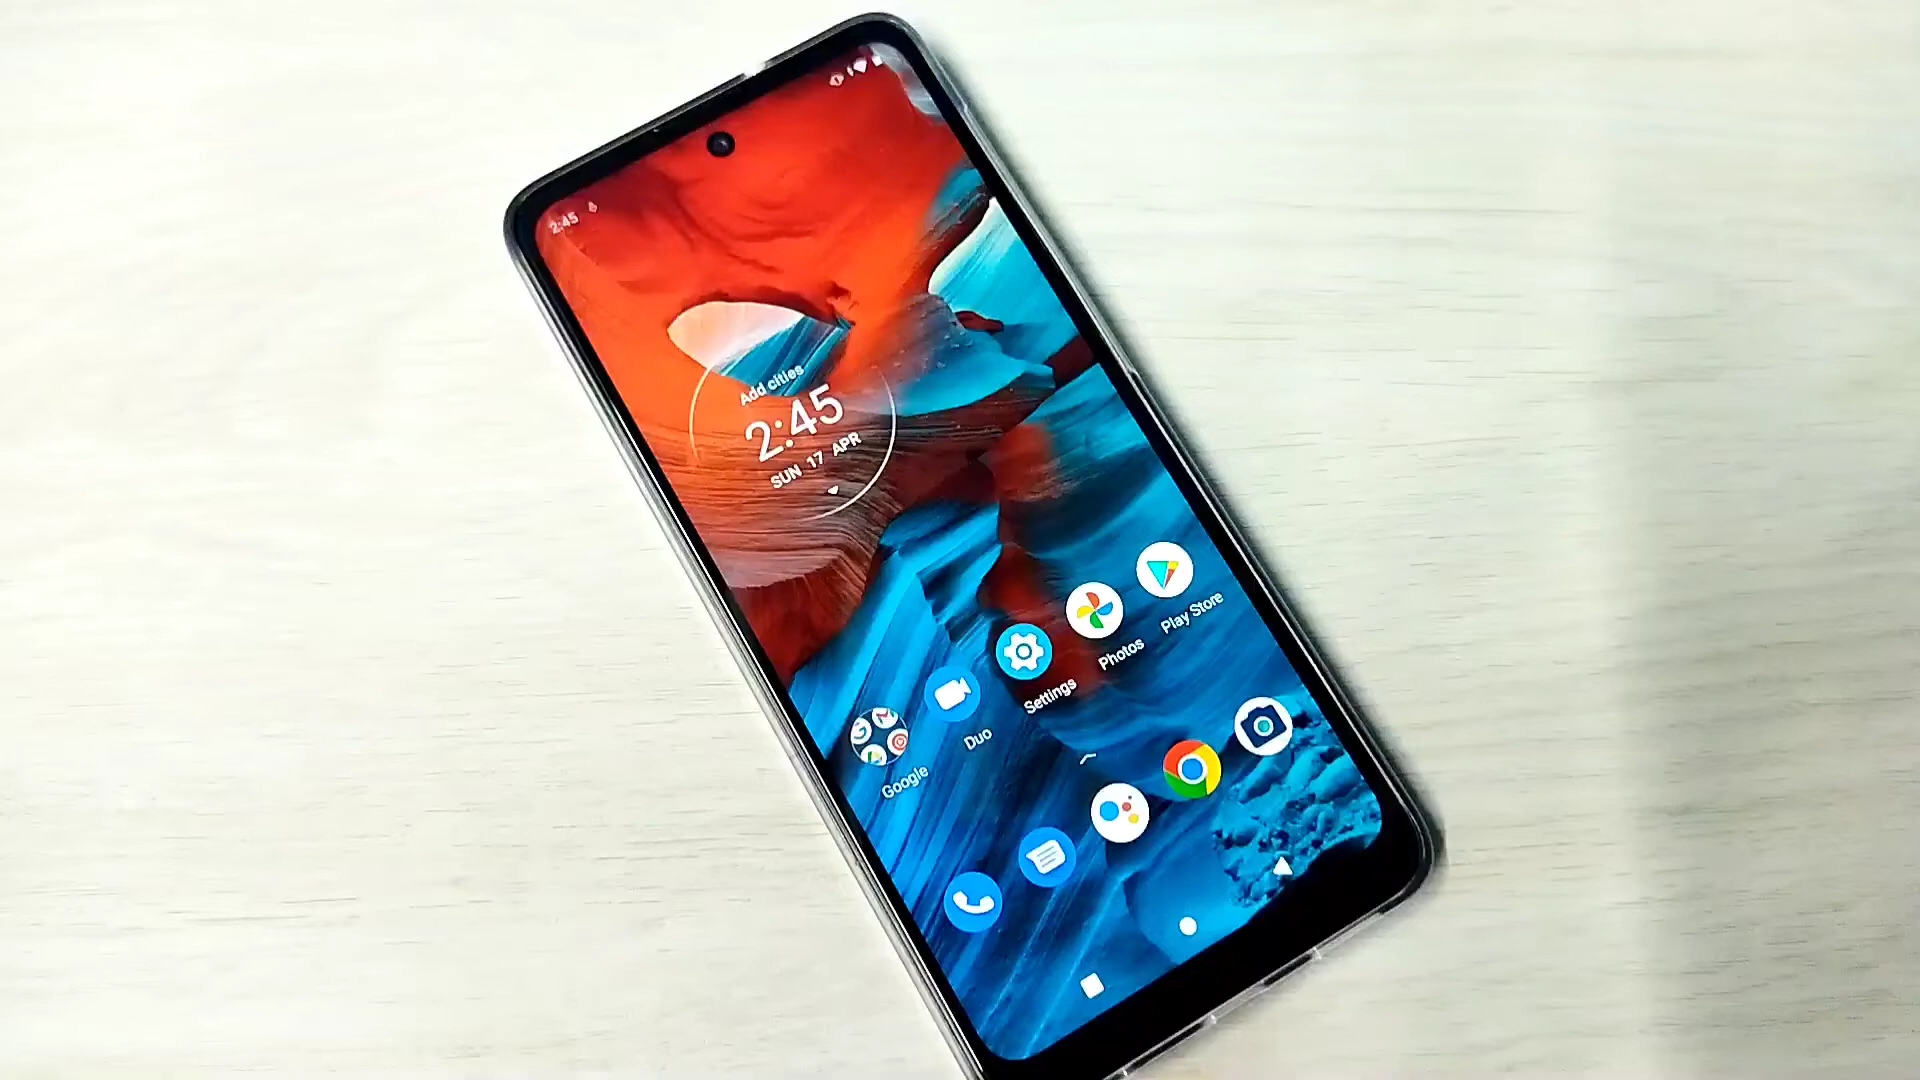 2:45
Add cities
2:45
SUN 17 APR
Google
Duo
Settings
Photos
Play Store